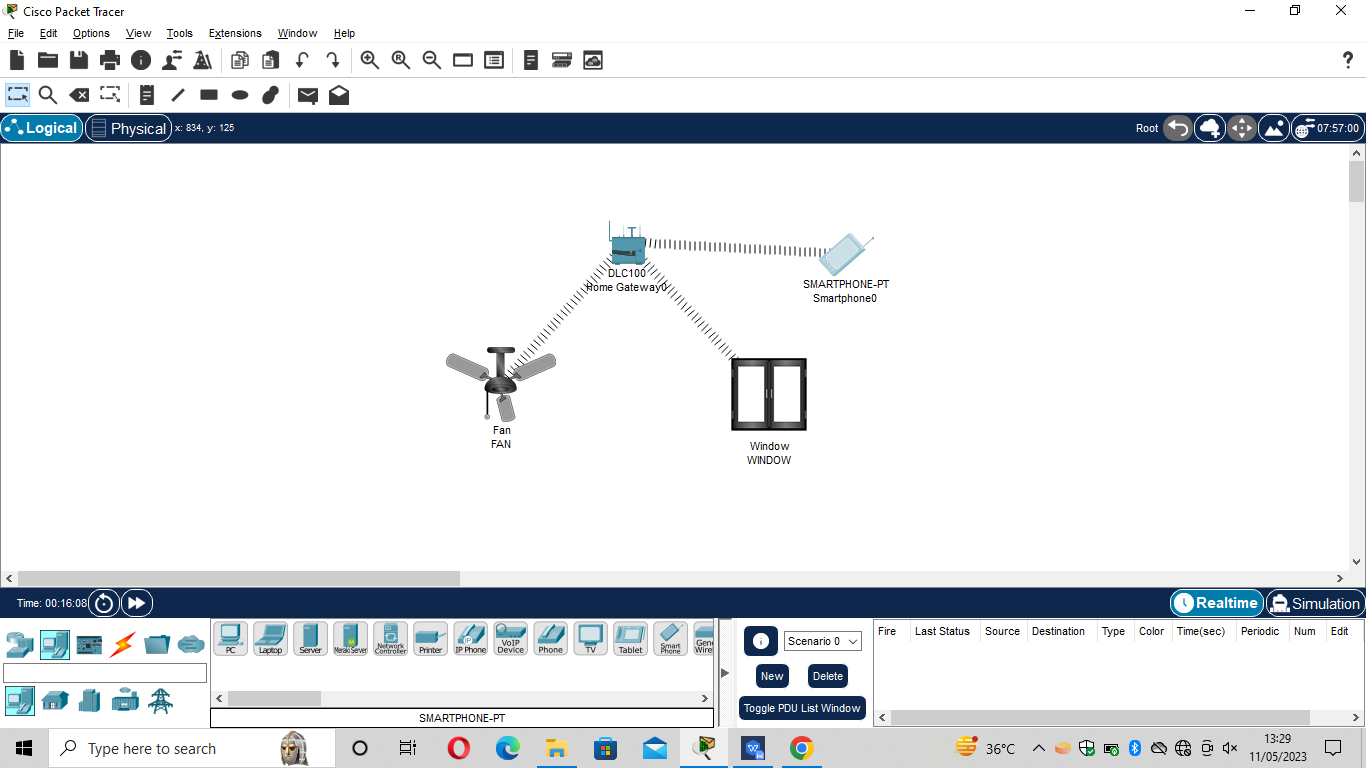 Cisco Packet Tracer
File Edit Options View Tools Extensions Window Help
Logical Physical x: 834, y: 125 Root 07:57:00
DLC100
Home Gateway0
SMARTPHONE-PT
Smartphone0
Fan
FAN
Window
WINDOW
Time: 00:16:08 Realtime Simulation
PC Laptop Server Meraki Server Network Controller Printer IP Phone VoIP Device Phone TV Tablet Smart Phone
SMARTPHONE-PT
Scenario 0
New Delete
Toggle PDU List Window
Fire Last Status Source Destination Type Color Time(sec) Periodic Num Edit
Type here to search
36°C
13:29
11/05/2023